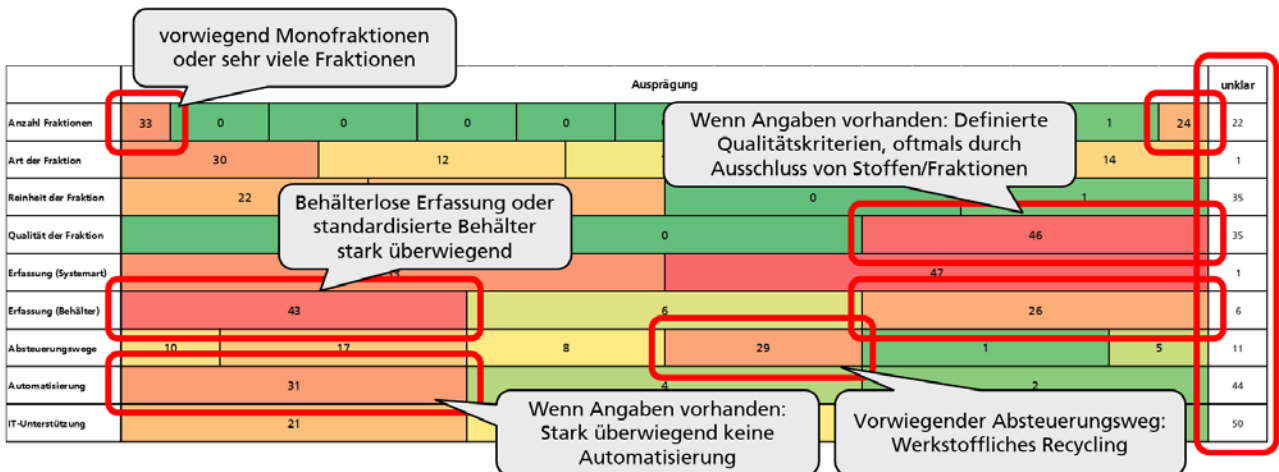 vorwiegend Monofraktionen
oder sehr viele Fraktionen
Ausprägung unklar
Anzahl Fraktionen 33 0 0 0 0 1 24 22
Wenn Angaben vorhanden: Definierte
Qualitätskriterien, oftmals durch
Ausschluss von Stoffen/Fraktionen
Art der Fraktion 30 12 14 1
Reinheit der Fraktion 22 0 1 35
Behälterlose Erfassung oder
standardisierte Behälter
stark überwiegend
Qualität der Fraktion 0 46 35
Erfassung (Systemart) 47 1
Erfassung (Behälter) 43 6 26 6
Absteuerungswege 10 17 8 29 1 5 11
Automatisierung 31 4 2 44
IT-Unterstützung 21 50
Wenn Angaben vorhanden:
Stark überwiegend keine
Automatisierung
Vorwiegender Absteuerungsweg:
Werkstoffliches Recycling